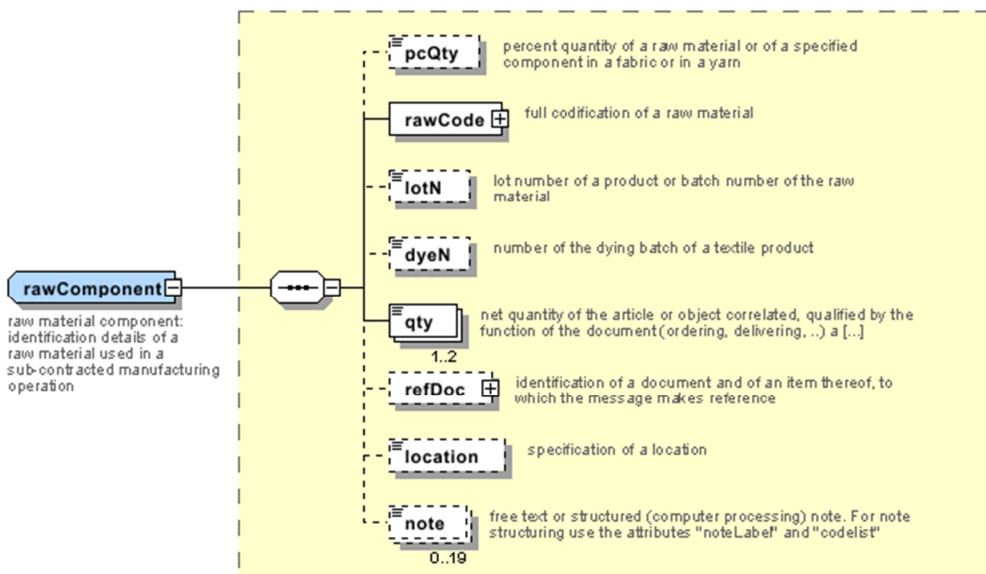 pcQty
percent quantity of a raw material or of a specified
component in a fabric or in a yarn
rawCode
full codification of a raw material
lotN
lot number of a product or batch number of the raw
material
dyeN
number of the dying batch of a textile product
rawComponent
raw material component:
identification details of a
raw material used in a
sub-contracted manufacturing
operation
qty
net quantity of the article or object correlated, qualified by the
function of the document (ordering, delivering, ..) a [...]
1..2
refDoc
identification of a document and of an item thereof, to
which the message makes reference
location
specification of a location
note
free text or structured (computer processing) note. For note
structuring use the attributes "noteLabel" and "codelist"
0..19